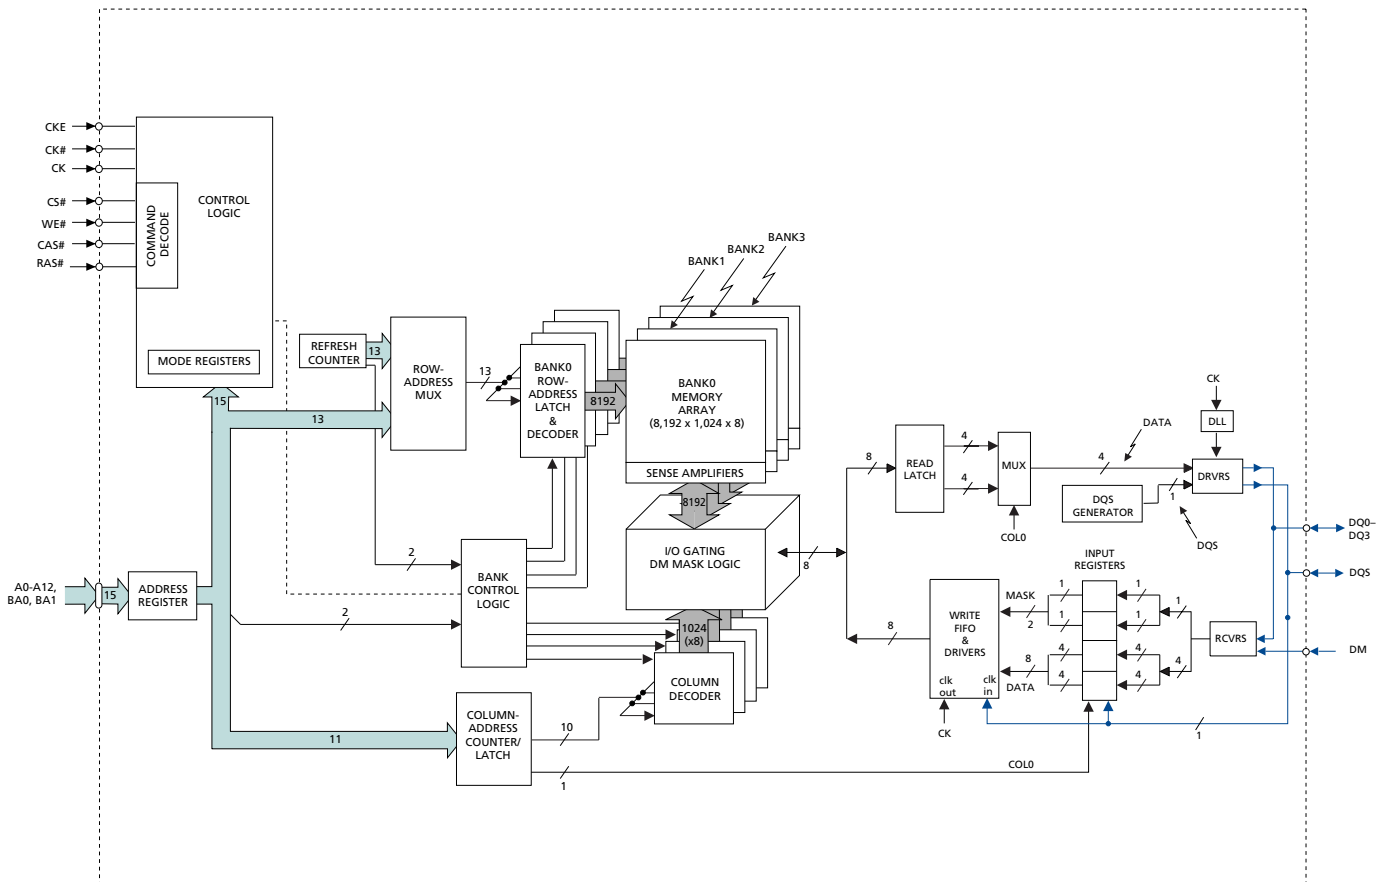 CKE
CK#
CK
CS#
WE#
CAS#
RAS#
COMMAND
DECODE
CONTROL
LOGIC
MODE REGISTERS
15
REFRESH
COUNTER
13
13
ROW-
ADDRESS
MUX
13
BANK0
ROW-
ADDRESS
LATCH
&
DECODER
8192
BANK1
BANK2
BANK3
BANK0
MEMORY
ARRAY
(8,192 x 1,024 x 8)
SENSE AMPLIFIERS
8192
I/O GATING
DM MASK LOGIC
8
2
BANK
CONTROL
LOGIC
2
A0-A12,
BA0, BA1
15
ADDRESS
REGISTER
11
COLUMN-
ADDRESS
COUNTER/
LATCH
10
1
1024
(x8)
COLUMN
DECODER
COL0
8
READ
LATCH
4
4
MUX
COL0
4
DATA
CK
DLL
DRVRS
DQS
GENERATOR
1
DQS
DQ0–
DQ3
DQS
DM
8
WRITE
FIFO
&
DRIVERS
clk
out
clk
in
CK
MASK
2
8
DATA
INPUT
REGISTERS
1
1
4
4
1
1
4
4
1
4
RCVRS
1